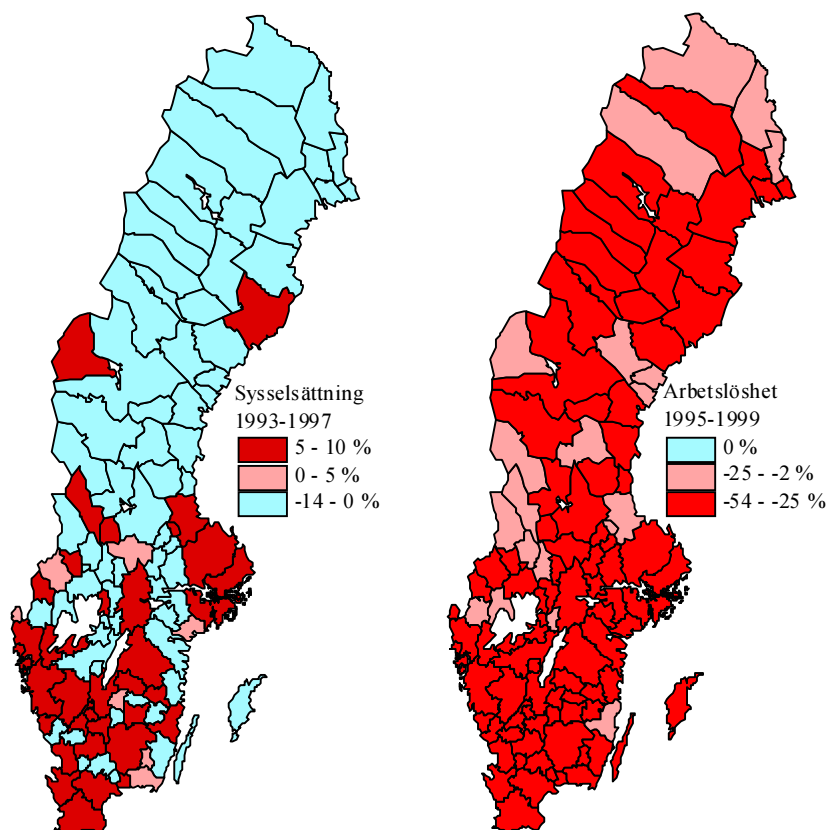 Sysselsättning
1993-1997
5 - 10 %
0 - 5 %
-14 - 0 %
Arbetslöshet
1995-1999
0 %
-25 - -2 %
-54 - -25 %